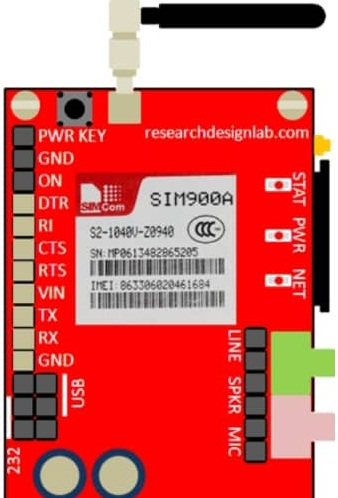 researchdesignlab.com
PWR KEY
GND
ON
DTR
RI
CTS
RTS
VIN
TX
RX
GND
USB
232
SIMCom
SIM900A
S2-1040V-Z0940
SN:MP0613482865205
IMEI: 863306020461684
STAT
PWR
NET
LINE
SPKR
MIC